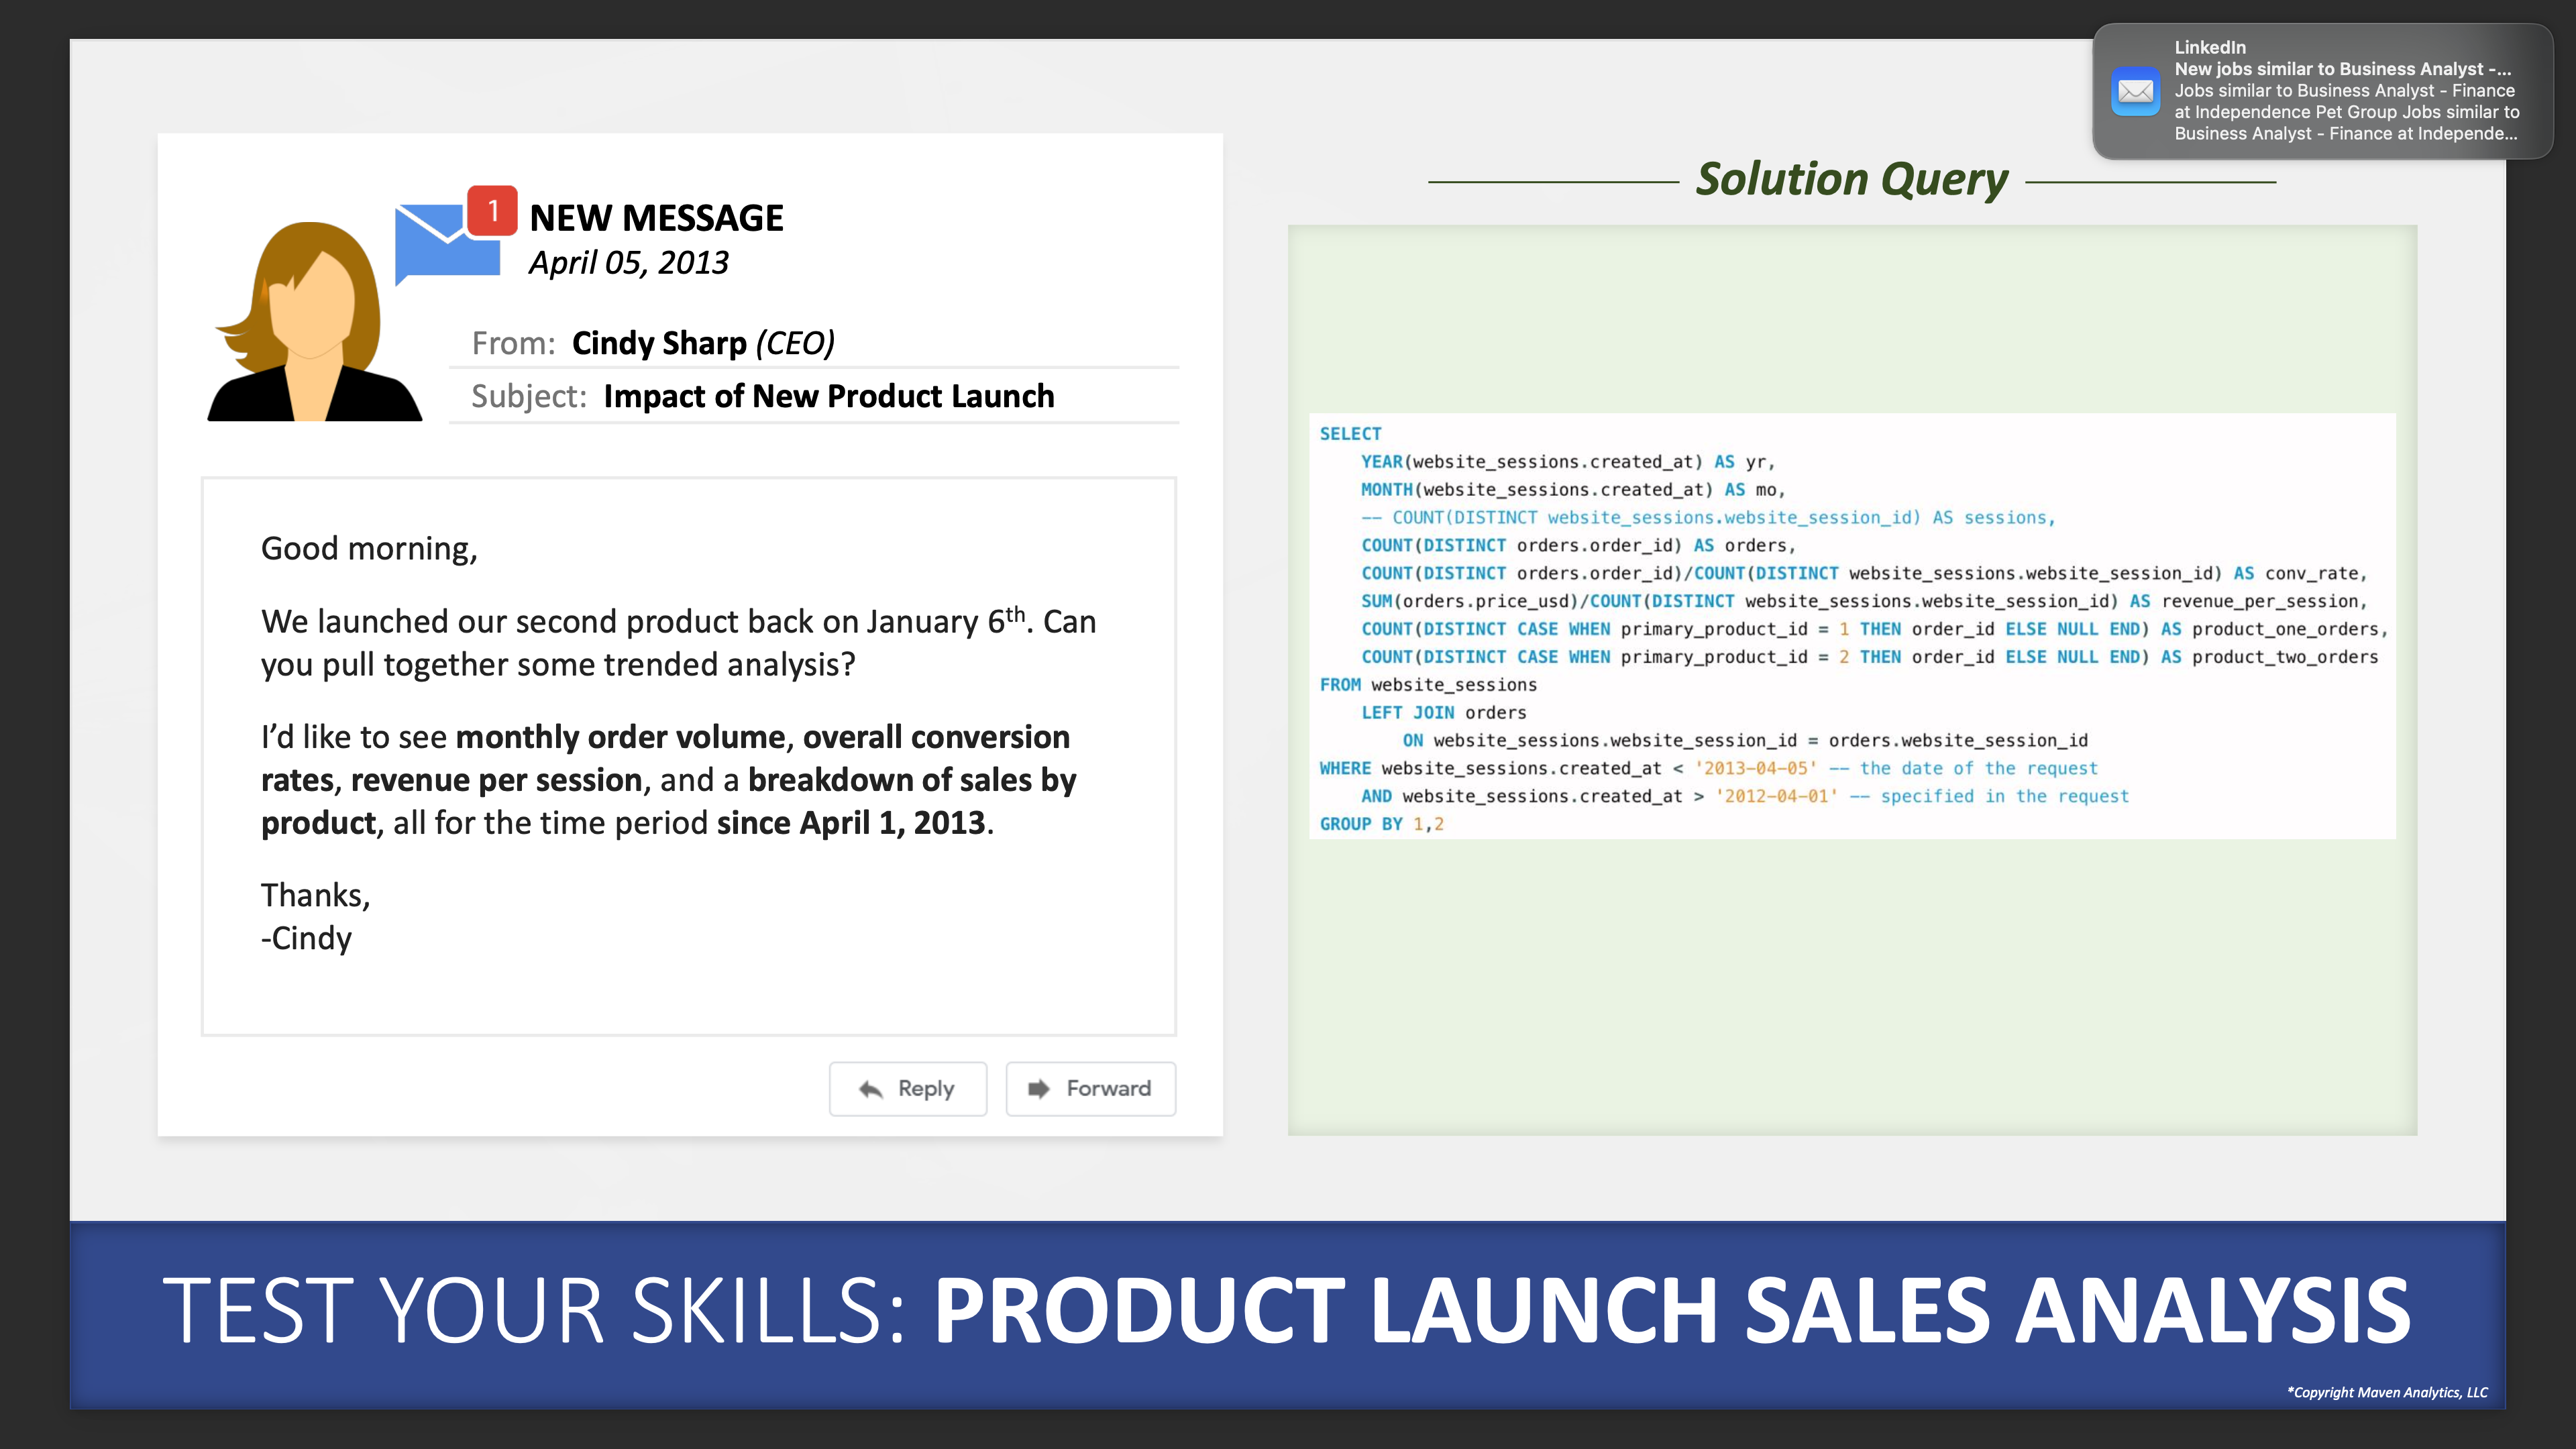 LinkedIn
New jobs similar to Business Analyst -...
Jobs similar to Business Analyst - Finance
at Independence Pet Group Jobs similar to
Business Analyst - Finance at Independe...
1
NEW MESSAGE
April 05, 2013
From: Cindy Sharp (CEO)
Subject: Impact of New Product Launch
Good morning,
We launched our second product back on January 6th. Can
you pull together some trended analysis?
I'd like to see monthly order volume, overall conversion
rates, revenue per session, and a breakdown of sales by
product, all for the time period since April 1, 2013.
Thanks,
-Cindy
Reply
Forward
Solution Query
SELECT
YEAR(website_sessions.created_at) AS yr,
MONTH(website_sessions.created_at) AS mo,
-- COUNT(DISTINCT website_sessions.website_session_id) AS sessions,
COUNT(DISTINCT orders.order_id) AS orders,
COUNT(DISTINCT orders.order_id)/COUNT(DISTINCT website_sessions.website_session_id) AS conv_rate,
SUM(orders.price_usd)/COUNT(DISTINCT website_sessions.website_session_id) AS revenue_per_session,
COUNT(DISTINCT CASE WHEN primary_product_id = 1 THEN order_id ELSE NULL END) AS product_one_orders,
COUNT(DISTINCT CASE WHEN primary_product_id = 2 THEN order_id ELSE NULL END) AS product_two_orders
FROM website_sessions
LEFT JOIN orders
ON website_sessions.website_session_id = orders.website_session_id
WHERE website_sessions.created_at < '2013-04-05' -- the date of the request
AND website_sessions.created_at > '2012-04-01' -- specified in the request
GROUP BY 1,2
TEST YOUR SKILLS: PRODUCT LAUNCH SALES ANALYSIS
*Copyright Maven Analytics, LLC